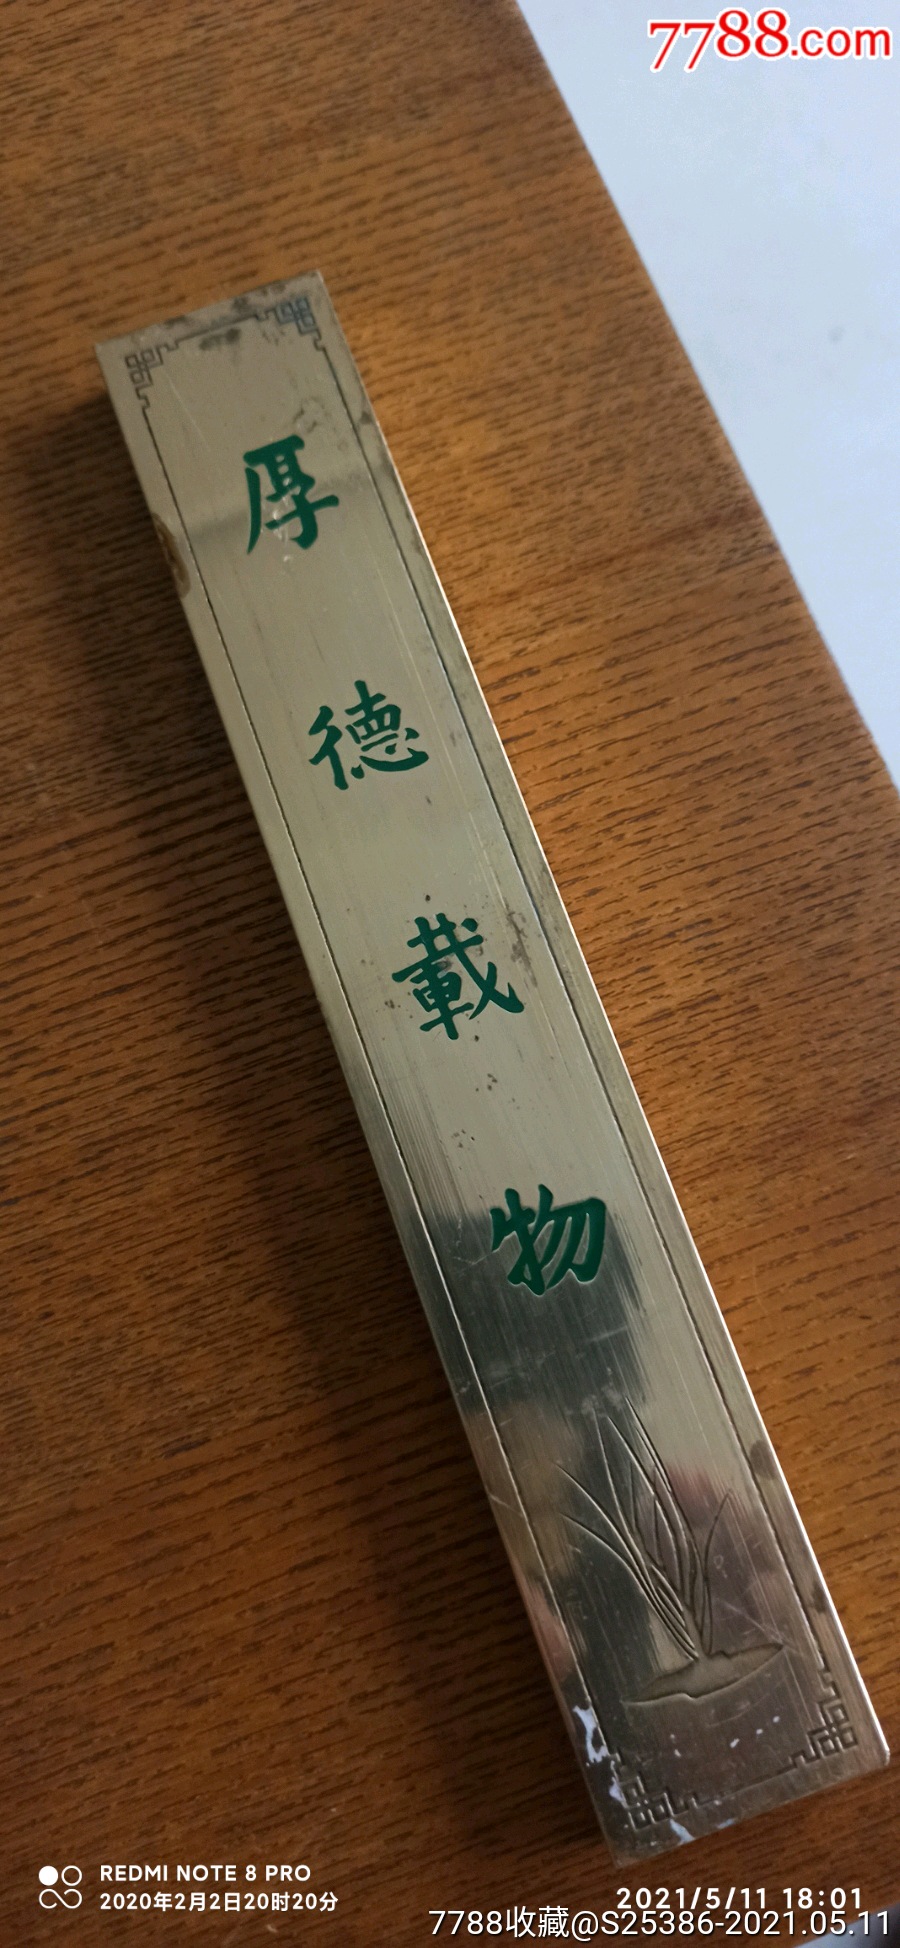 7788.com
厚
德
載
物
REDMI NOTE 8 PRO
2020年2月2日20时20分
2021/5/11 18:01
7788收藏@S25386-2021.05.11